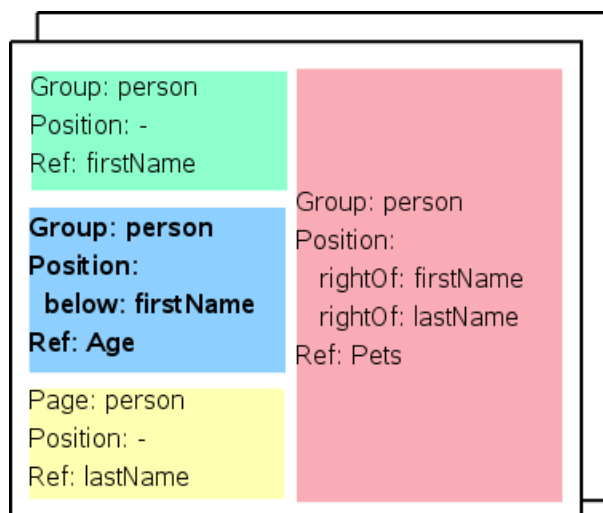 Group: person
Position: -
Ref: firstName
Group: person
Position:
below: firstName
Ref: Age
Page: person
Position: -
Ref: lastName
Group: person
Position:
rightOf: firstName
rightOf: lastName
Ref: Pets